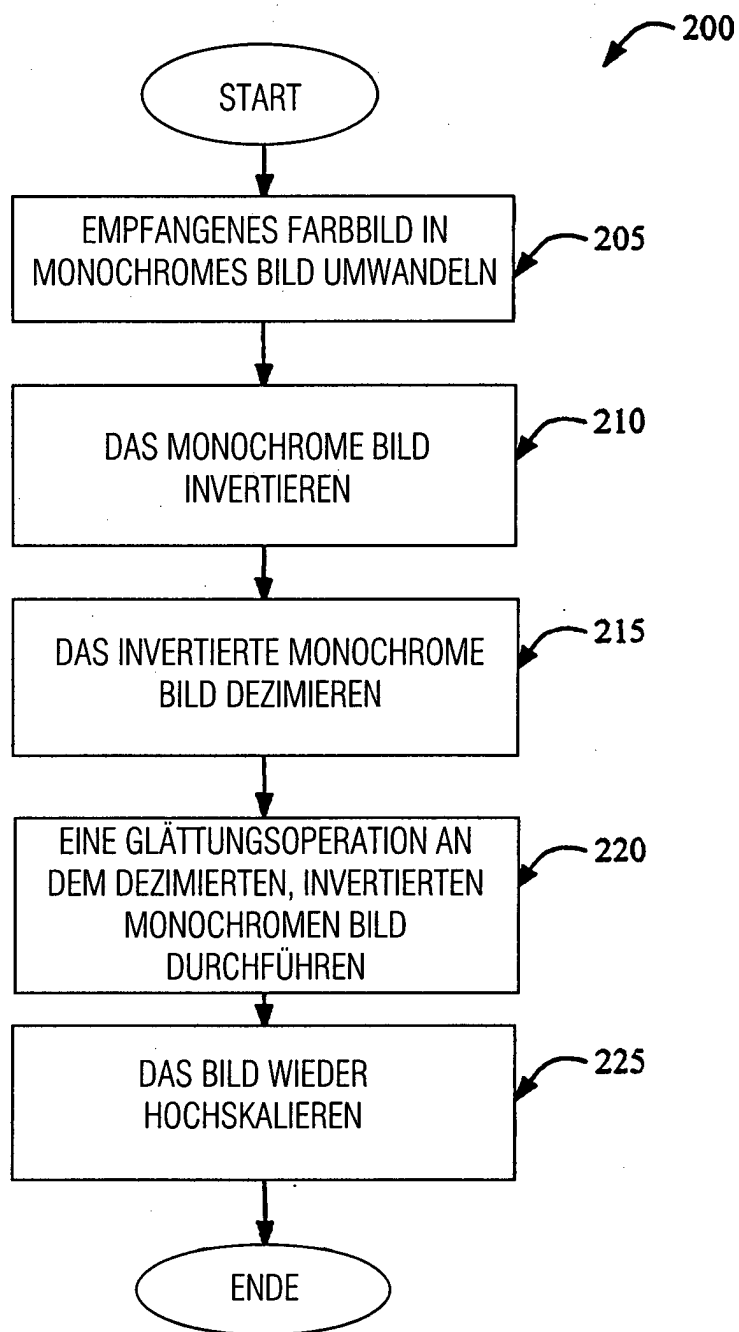 200
START
EMPFANGENES FARBBILD IN
MONOCHROMES BILD UMWANDELN
205
DAS MONOCHROME BILD
INVERTIEREN
210
DAS INVERTIERTE MONOCHROME
BILD DEZIMIEREN
215
EINE GLÄTTUNGSOPERATION AN
DEM DEZIMIERTEN, INVERTIERTEN
MONOCHROMEN BILD
DURCHFÜHREN
220
DAS BILD WIEDER
HOCHSKALIEREN
225
ENDE